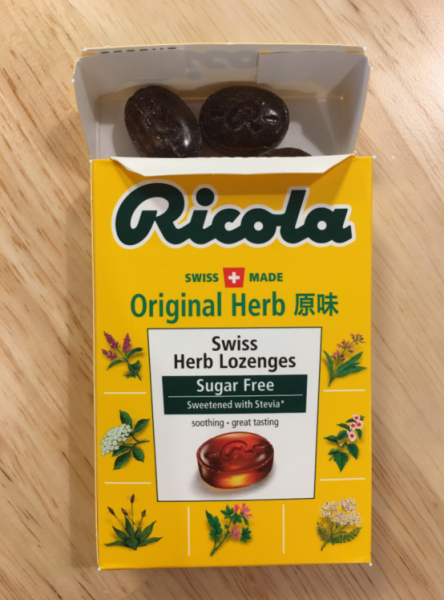 Ricola
SWISS MADE
Original Herb 原味
Swiss
Herb Lozenges
Sugar Free
Sweetened with Stevia*
soothing • great tasting